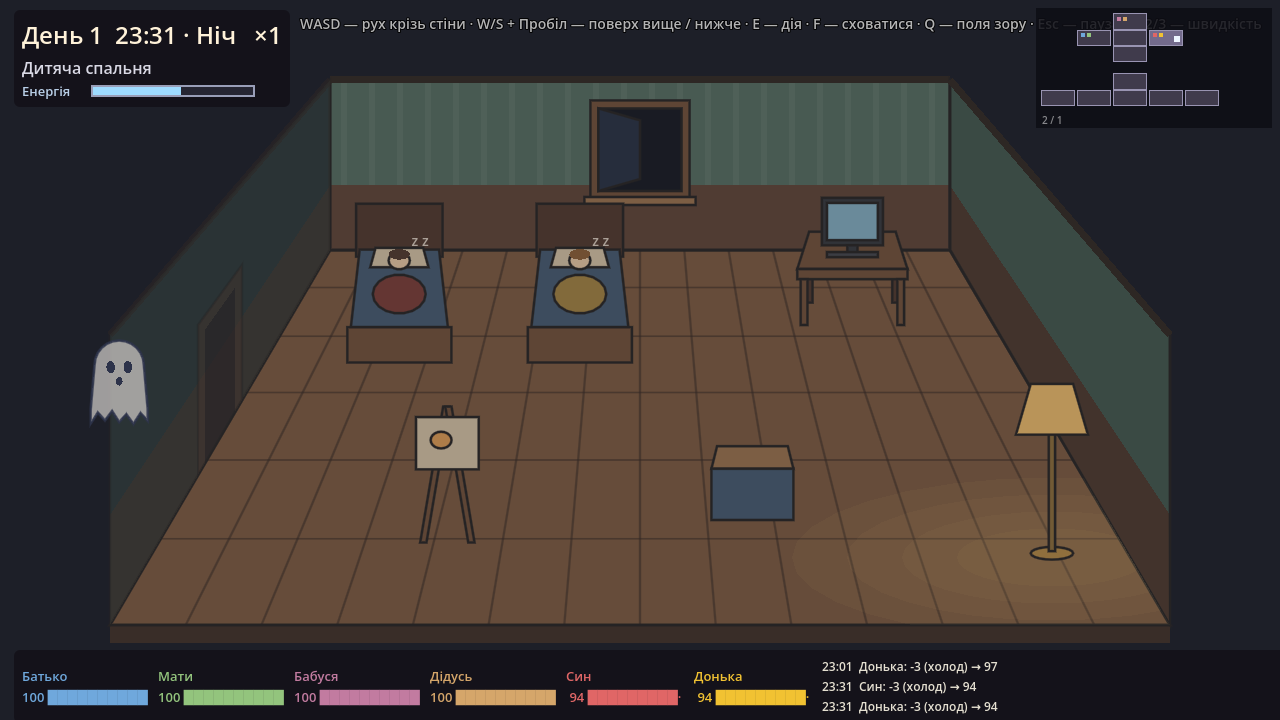 День 1 23:31 · Ніч ×1
Дитяча спальня
Енергія
WASD — рух крізь стіни · W/S + Пробіл — поверх вище / нижче · E — дія · F — сховатися · Q — поля зору · Esc — пауза 2/3 — швидкість
2 / 1
z z
z z
Батько
100
Мати
100
Бабуся
100
Дідусь
100
Син
94
Донька
94
23:01 Донька: -3 (холод) → 97
23:31 Син: -3 (холод) → 94
23:31 Донька: -3 (холод) → 94